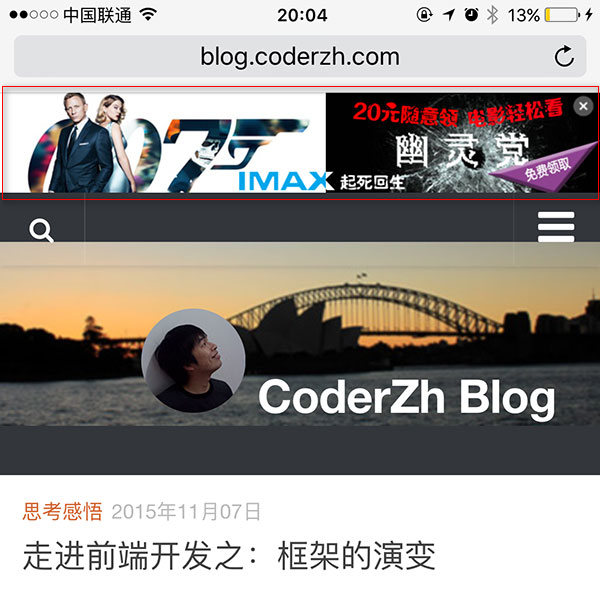 中国联通
20:04
13%
blog.coderzh.com
007
IMAX
20元随意领 电影轻松看
幽灵党
起死回生
免费领取
CoderZh Blog
思考感悟 2015年11月07日
走进前端开发之：框架的演变